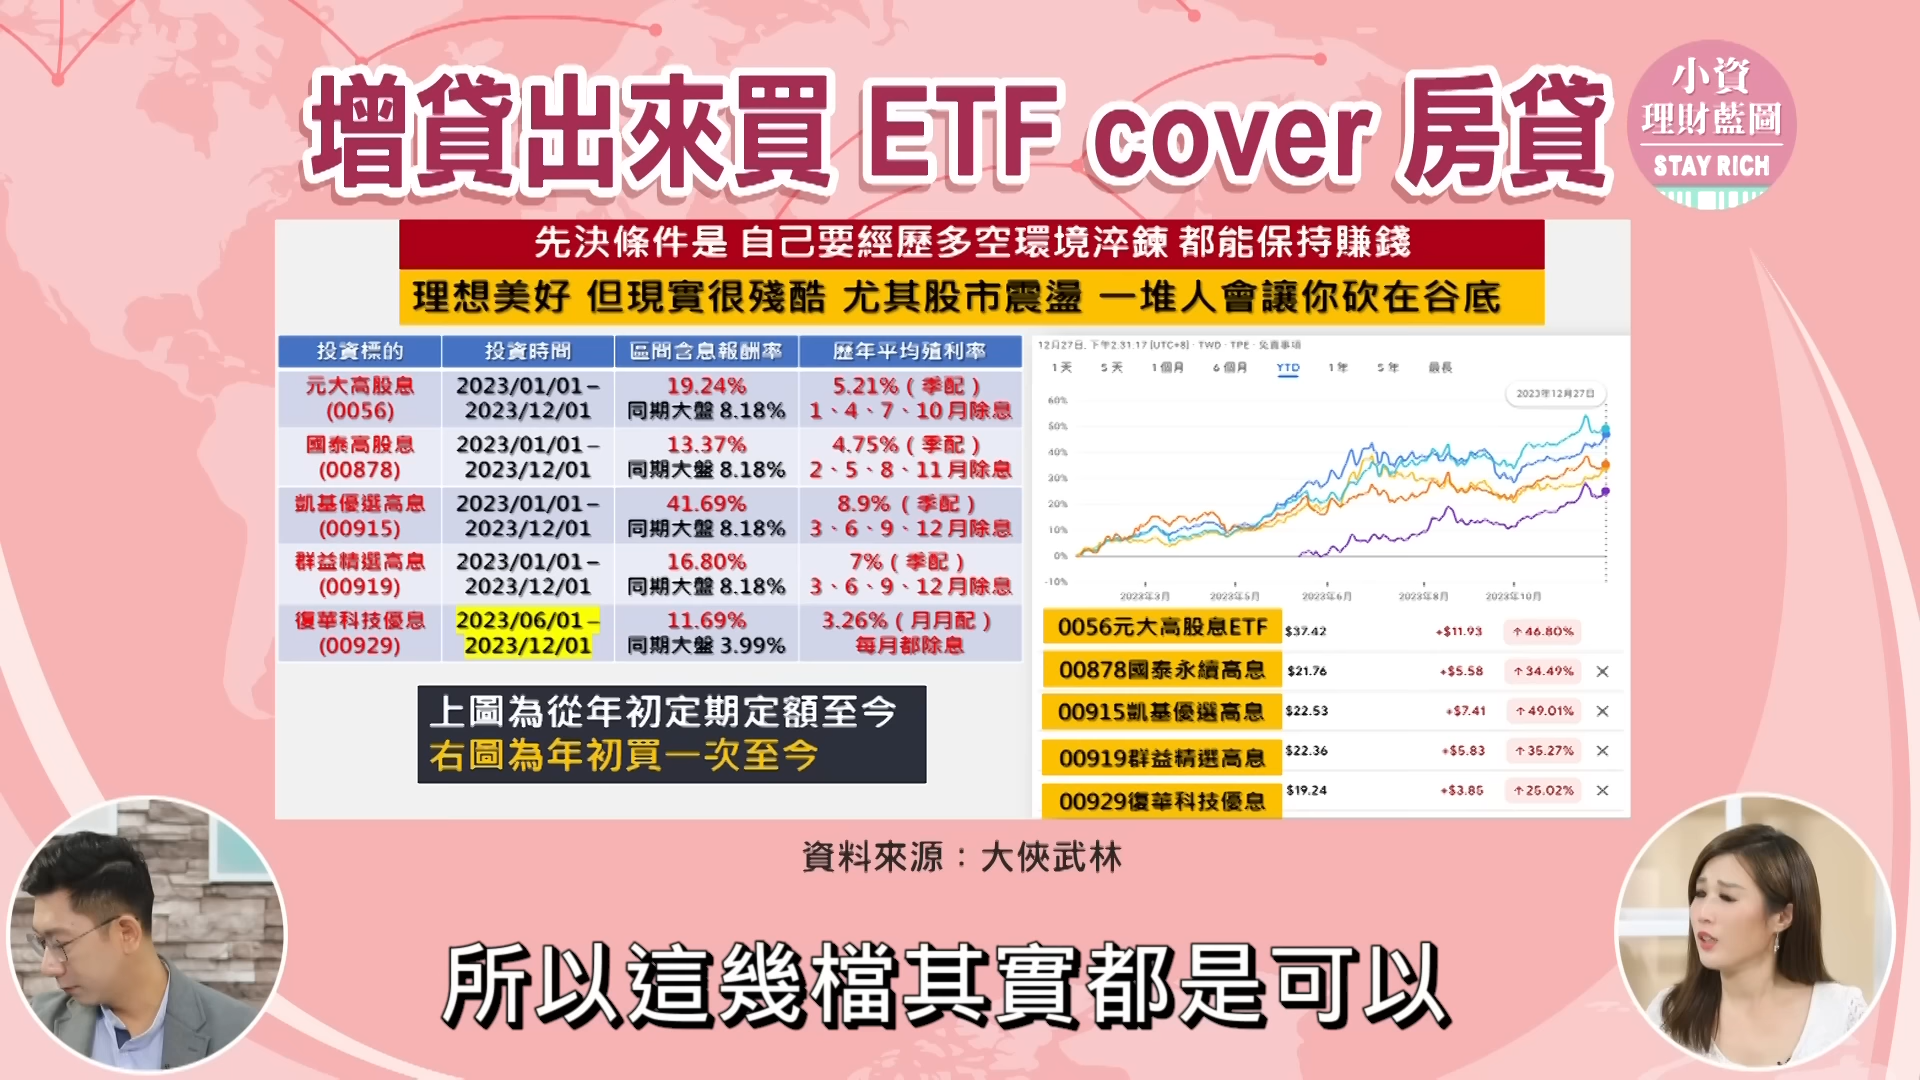 增貸出來買 ETF cover 房貸
小資
理財藍圖
STAY RICH
先決條件是 自己要經歷多空環境淬鍊 都能保持賺錢
理想美好 但現實很殘酷 尤其股市震盪 一堆人會讓你砍在谷底
投資標的 投資時間 區間含息報酬率 歷年平均殖利率
元大高股息 2023/01/01– 19.24% 5.21% ( 季配 )
(0056) 2023/12/01 同期大盤 8.18% 1、4、7、10 月除息
國泰高股息 2023/01/01– 13.37% 4.75% ( 季配 )
(00878) 2023/12/01 同期大盤 8.18% 2、5、8、11 月除息
凱基優選高息 2023/01/01– 41.69% 8.9% ( 季配 )
(00915) 2023/12/01 同期大盤 8.18% 3、6、9、12 月除息
群益精選高息 2023/01/01– 16.80% 7% ( 季配 )
(00919) 2023/12/01 同期大盤 8.18% 3、6、9、12 月除息
復華科技優息 2023/06/01– 11.69% 3.26% ( 月月配 )
(00929) 2023/12/01 同期大盤 3.99% 每月都除息
上圖為從年初定期定額至今
右圖為年初買一次至今
12月27日, 下午2:31:17 [UTC+8] · TWD · TPE · 免責事項
1 天 5 天 1 個月 6 個月 YTD 1 年 5 年 最長
2023年12月27日
60%
50%
40%
30%
20%
10%
0%
-10%
2023年3月 2023年5月 2023年6月 2023年8月 2023年10月
0056元大高股息ETF $37.42 +$11.93 ↑46.80%
00878國泰永續高息 $21.76 +$5.58 ↑34.49%
00915凱基優選高息 $22.53 +$7.41 ↑49.01%
00919群益精選高息 $22.36 +$5.83 ↑35.27%
00929復華科技優息 $19.24 +$3.85 ↑25.02%
資料來源：大俠武林
所以這幾檔其實都是可以